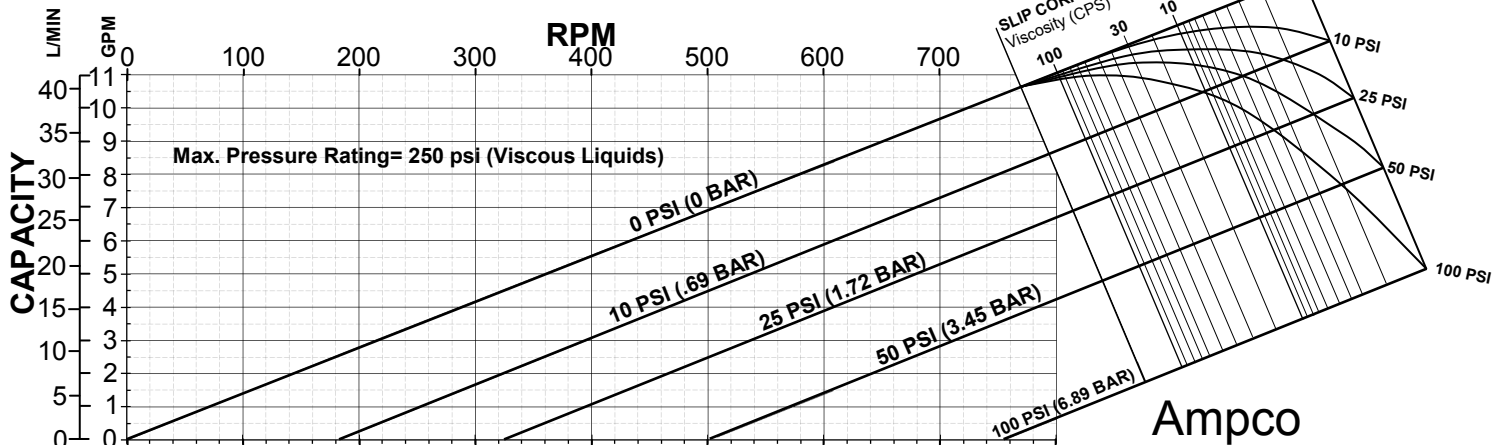 L/MIN
GPM
RPM
0 100 200 300 400 500 600 700
CAPACITY
40
35
30
25
20
15
10
5
0
11
10
9
8
7
6
5
4
3
2
1
0
Max. Pressure Rating= 250 psi (Viscous Liquids)
0 PSI (0 BAR)
10 PSI (.69 BAR)
25 PSI (1.72 BAR)
50 PSI (3.45 BAR)
100 PSI (6.89 BAR)
SLIP
Viscosity (CPS)
100 30 10
10 PSI
25 PSI
50 PSI
100 PSI
Ampco